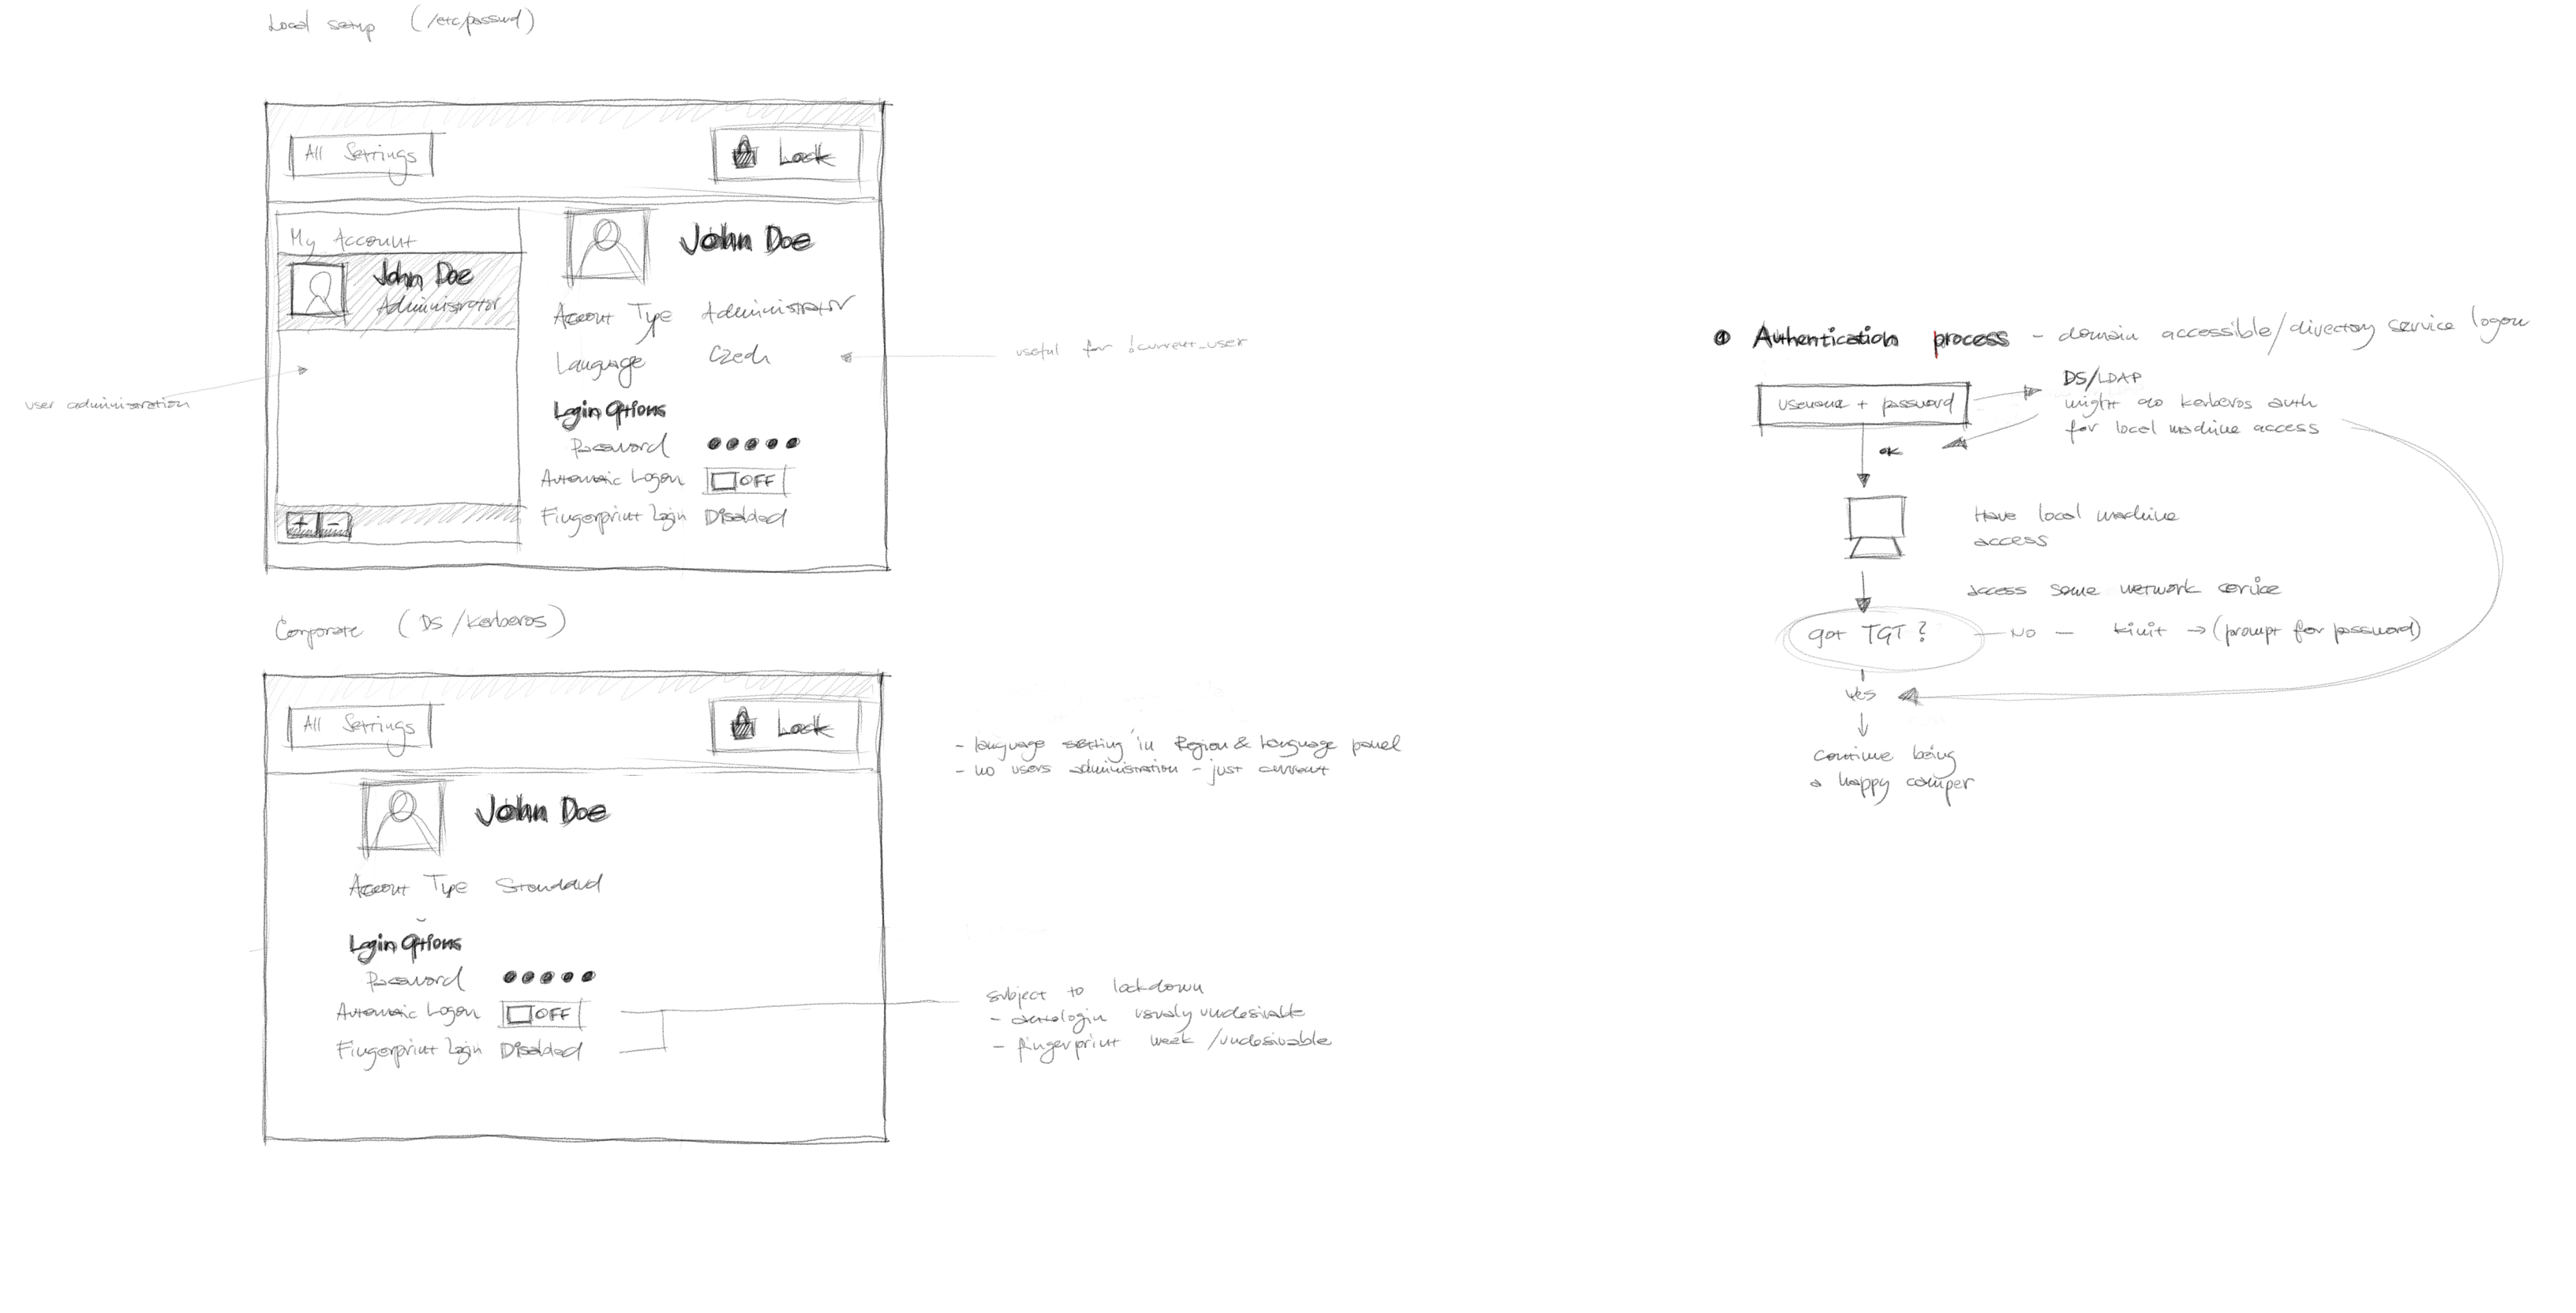 Local setup (/etc/passwd)
All Settings
Lock
My Account
John Doe
Administrator
+ -
John Doe
Account Type Administrator
Language Czech
Login Options
Password ●●●●●
Automatic Logon OFF
Fingerprint Login Disabled
user administration
useful for !current_user
Corporate (DS/Kerberos)
All Settings
Lock
John Doe
Account Type Standard
Login Options
Password ●●●●●
Automatic Logon OFF
Fingerprint Login Disabled
- language setting in Region & Language panel
- no users administration - just current
subject to lockdown
- autologin usualy undesirable
- fingerprint weak /undesirable
1 Authentication process - domain accessible/directory service logon
username + password
DS/LDAP
might do kerberos auth
for local machine access
OK
Have local machine
access
access some network service
got TGT?
- NO - kinit → (prompt for password)
yes
Continue being
a happy camper